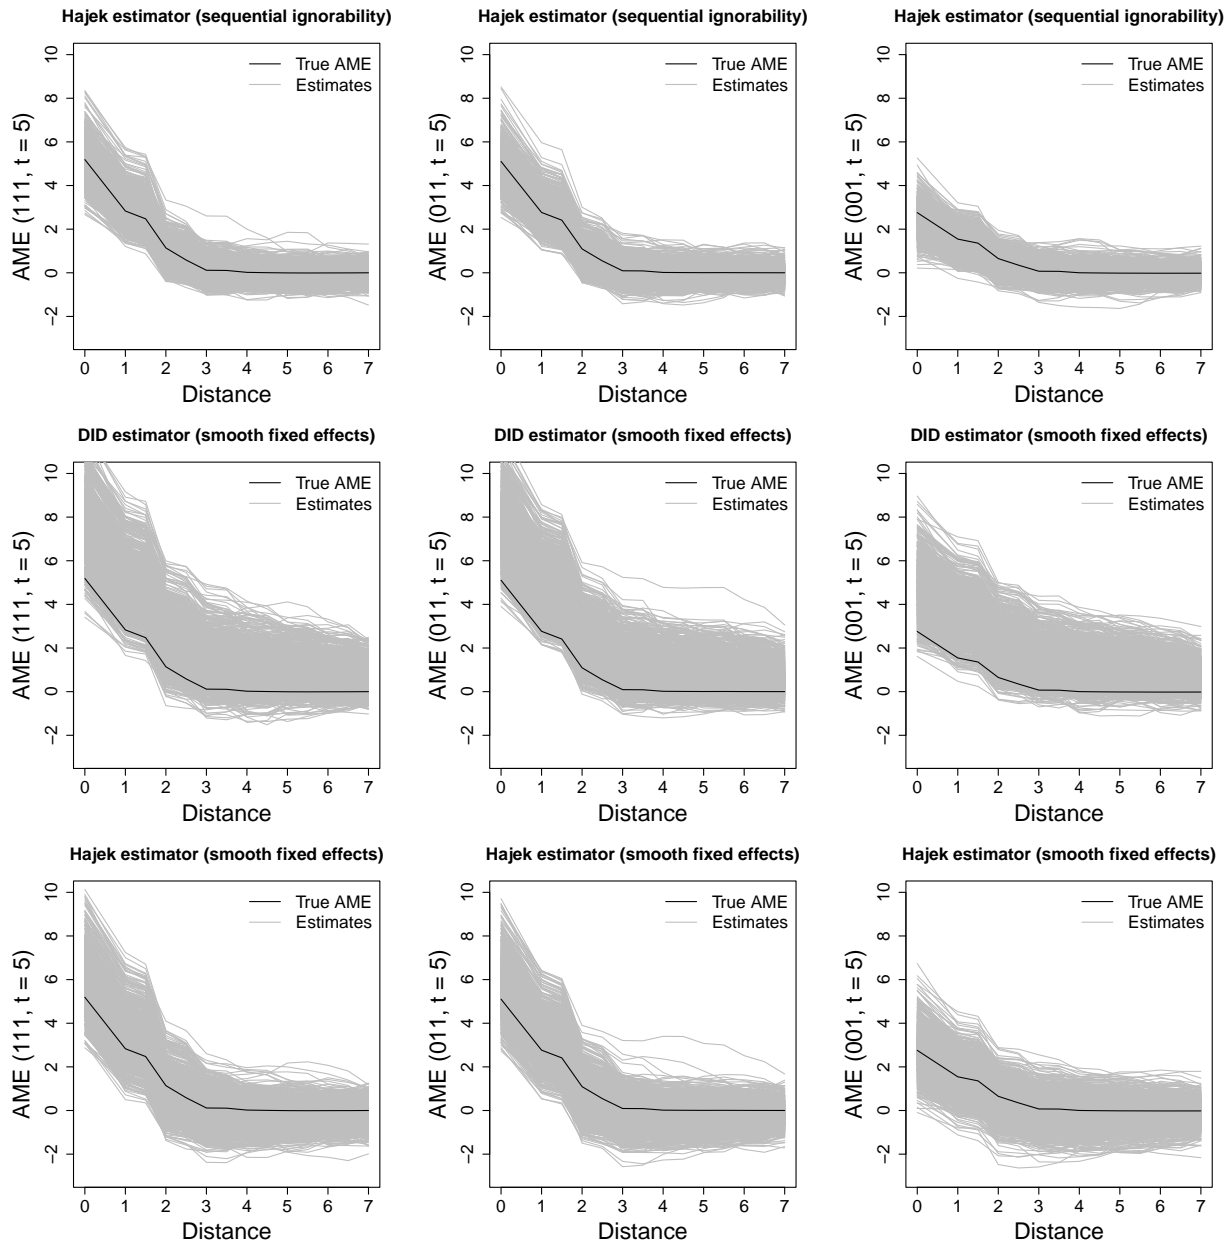 Hajek estimator (sequential ignorability)
AME (111, t = 5)
10
8
6
4
2
0
−2
True AME
Estimates
0 1 2 3 4 5 6 7
Distance
Hajek estimator (sequential ignorability)
AME (011, t = 5)
10
8
6
4
2
0
−2
True AME
Estimates
0 1 2 3 4 5 6 7
Distance
Hajek estimator (sequential ignorability)
AME (001, t = 5)
10
8
6
4
2
0
−2
True AME
Estimates
0 1 2 3 4 5 6 7
Distance
DID estimator (smooth fixed effects)
AME (111, t = 5)
10
8
6
4
2
0
−2
True AME
Estimates
0 1 2 3 4 5 6 7
Distance
DID estimator (smooth fixed effects)
AME (011, t = 5)
10
8
6
4
2
0
−2
True AME
Estimates
0 1 2 3 4 5 6 7
Distance
DID estimator (smooth fixed effects)
AME (001, t = 5)
10
8
6
4
2
0
−2
True AME
Estimates
0 1 2 3 4 5 6 7
Distance
Hajek estimator (smooth fixed effects)
AME (111, t = 5)
10
8
6
4
2
0
−2
True AME
Estimates
0 1 2 3 4 5 6 7
Distance
Hajek estimator (smooth fixed effects)
AME (011, t = 5)
10
8
6
4
2
0
−2
True AME
Estimates
0 1 2 3 4 5 6 7
Distance
Hajek estimator (smooth fixed effects)
AME (001, t = 5)
10
8
6
4
2
0
−2
True AME
Estimates
0 1 2 3 4 5 6 7
Distance